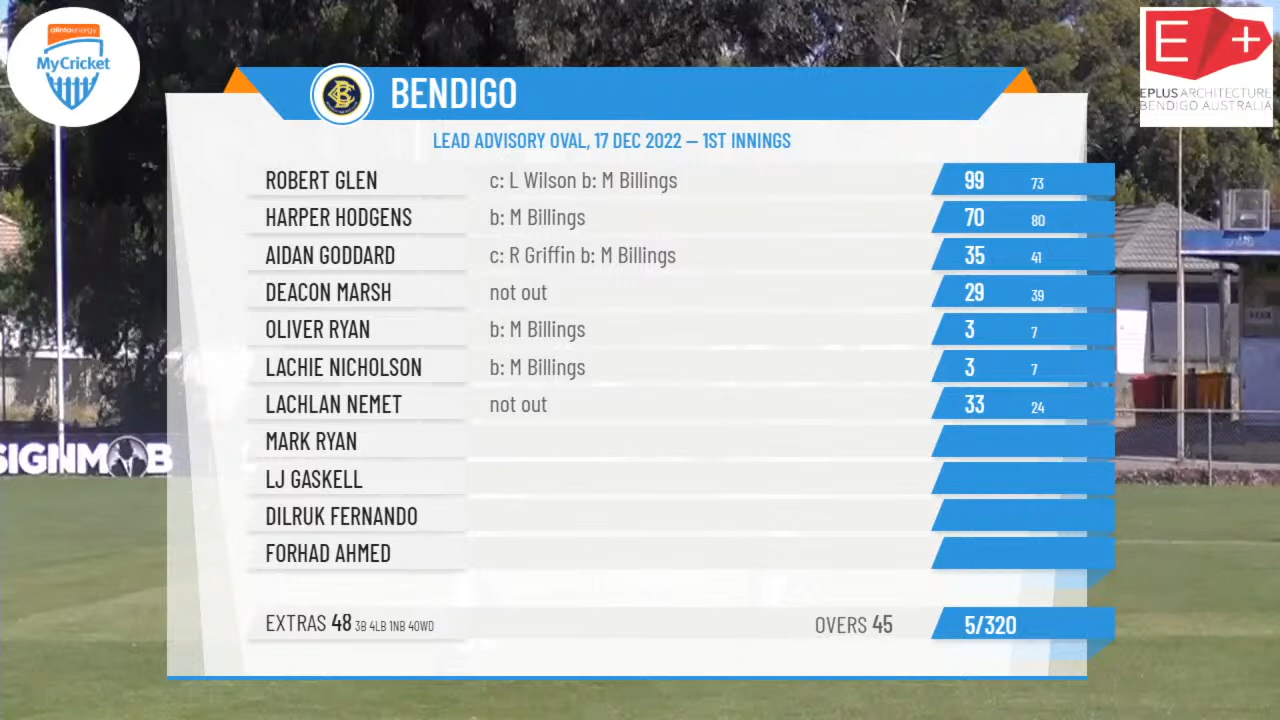 alintaenergy
MyCricket
E+
EPLUS ARCHITECTURE
BENDIGO AUSTRALIA
BENDIGO
LEAD ADVISORY OVAL, 17 DEC 2022 – 1ST INNINGS
ROBERT GLEN c: L Wilson b: M Billings 99 73
HARPER HODGENS b: M Billings 70 80
AIDAN GODDARD c: R Griffin b: M Billings 35 41
DEACON MARSH not out 29 39
OLIVER RYAN b: M Billings 3 7
LACHIE NICHOLSON b: M Billings 3 7
LACHLAN NEMET not out 33 24
MARK RYAN
LJ GASKELL
DILRUK FERNANDO
FORHAD AHMED
EXTRAS 48 3B 4LB 1NB 40WD OVERS 45 5/320
SIGNMOB